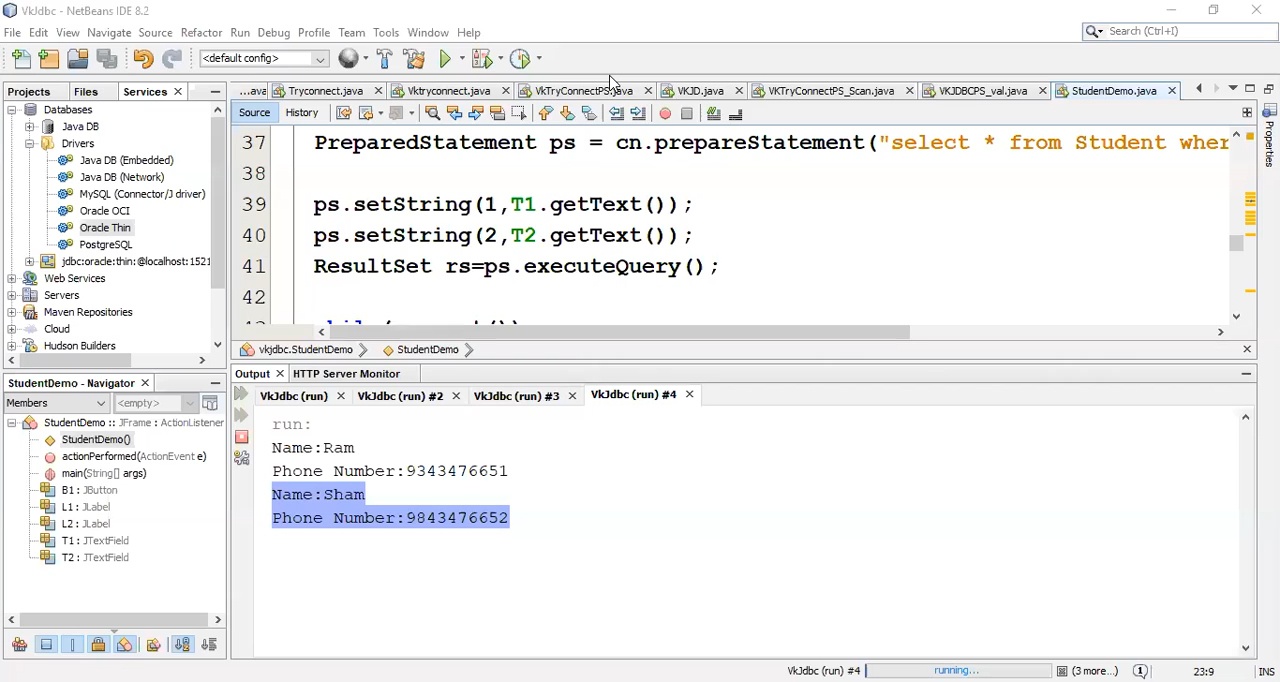 VkJdbc - NetBeans IDE 8.2
File Edit View Navigate Source Refactor Run Debug Profile Team Tools Window Help
Search (Ctrl+I)
<default config>
Projects Files Services
...ava Tryconnect.java Vktryconnect.java VkTryConnectPS.java VKJD.java VKTryConnectPS_Scan.java VKJDBCPS_val.java StudentDemo.java
Source History
Databases
Java DB
Drivers
Java DB (Embedded)
Java DB (Network)
MySQL (Connector/J driver)
Oracle OCI
Oracle Thin
PostgreSQL
jdbc:oracle:thin:@localhost:1521
Web Services
Servers
Maven Repositories
Cloud
Hudson Builders
37 PreparedStatement ps = cn.prepareStatement("select * from Student wher
38
39 ps.setString(1,T1.getText());
40 ps.setString(2,T2.getText());
41 ResultSet rs=ps.executeQuery();
42
Properties
vkjdbc.StudentDemo StudentDemo
StudentDemo - Navigator
Members <empty>
StudentDemo :: JFrame : ActionListener
StudentDemo()
actionPerformed(ActionEvent e)
main(String[] args)
B1 : JButton
L1 : JLabel
L2 : JLabel
T1 : JTextField
T2 : JTextField
Output HTTP Server Monitor
VkJdbc (run) VkJdbc (run) #2 VkJdbc (run) #3 VkJdbc (run) #4
run:
Name:Ram
Phone Number:9343476651
Name:Sham
Phone Number:9843476652
VkJdbc (run) #4 running... (3 more...) 1 23:9 INS